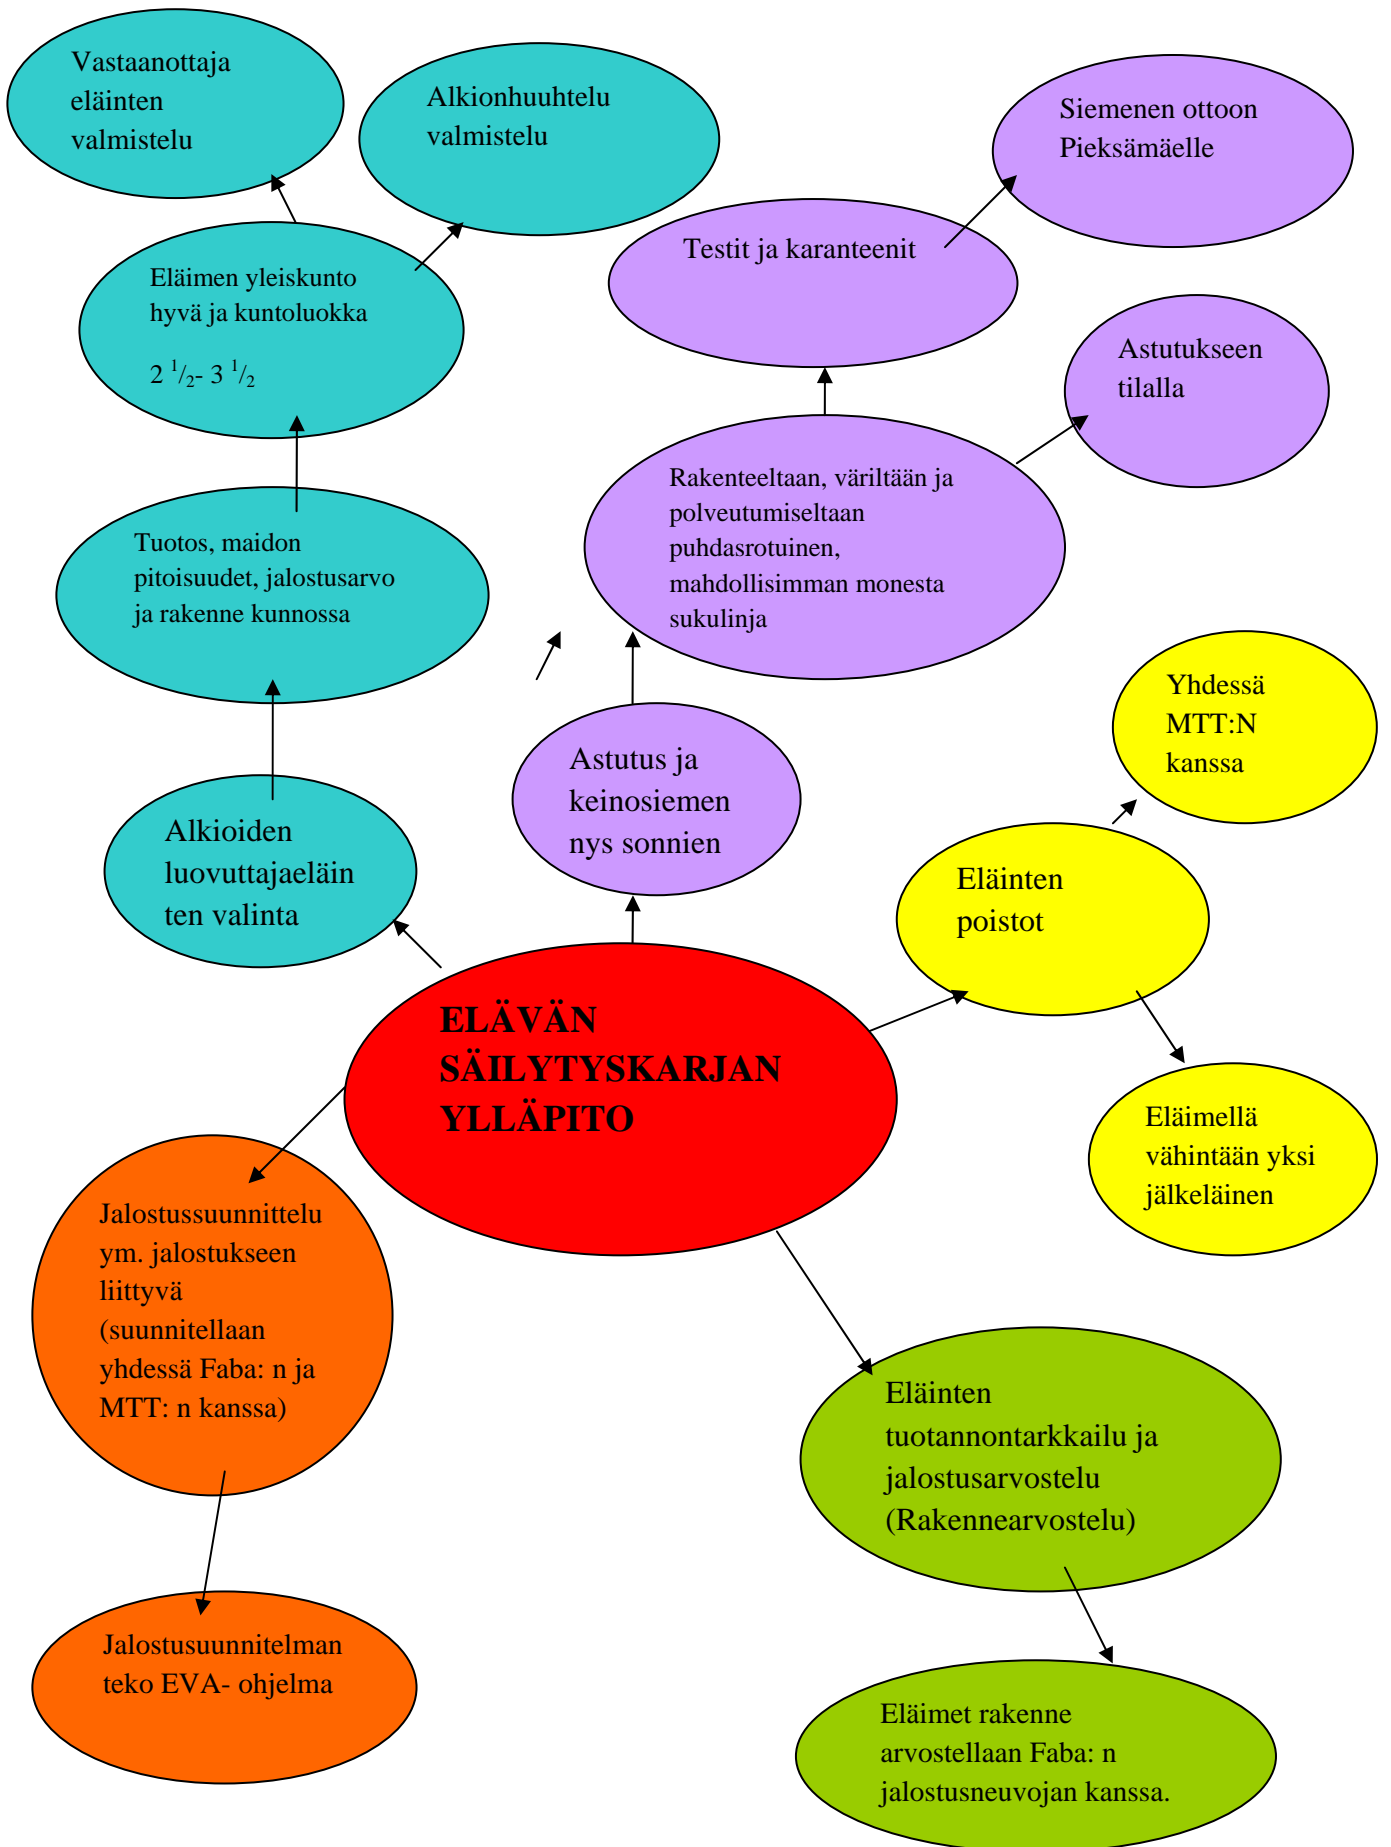 Vastaanottaja
eläinten
valmistelu
Alkionhuuhtelu
valmistelu
Siemenen ottoon
Pieksämäelle
Testit ja karanteenit
Eläimen yleiskunto
hyvä ja kuntoluokka
2 1/2- 3 1/2
Astutukseen
tilalla
Rakenteeltaan, väriltään ja
polveutumiseltaan
puhdasrotuinen,
mahdollisimman monesta
sukulinja
Tuotos, maidon
pitoisuudet, jalostusarvo
ja rakenne kunnossa
Yhdessä
MTT:N
kanssa
Astutus ja
keinosiemen
nys sonnien
Alkioiden
luovuttajaeläin
ten valinta
Eläinten
poistot
ELÄVÄN
SÄILYTYSKARJAN
YLLÄPITO
Eläimellä
vähintään yksi
jälkeläinen
Jalostussuunnittelu
ym. jalostukseen
liittyvä
(suunnitellaan
yhdessä Faba: n ja
MTT: n kanssa)
Eläinten
tuotannontarkkailu ja
jalostusarvostelu
(Rakennearvostelu)
Jalostusuunnitelman
teko EVA- ohjelma
Eläimet rakenne
arvostellaan Faba: n
jalostusneuvojan kanssa.